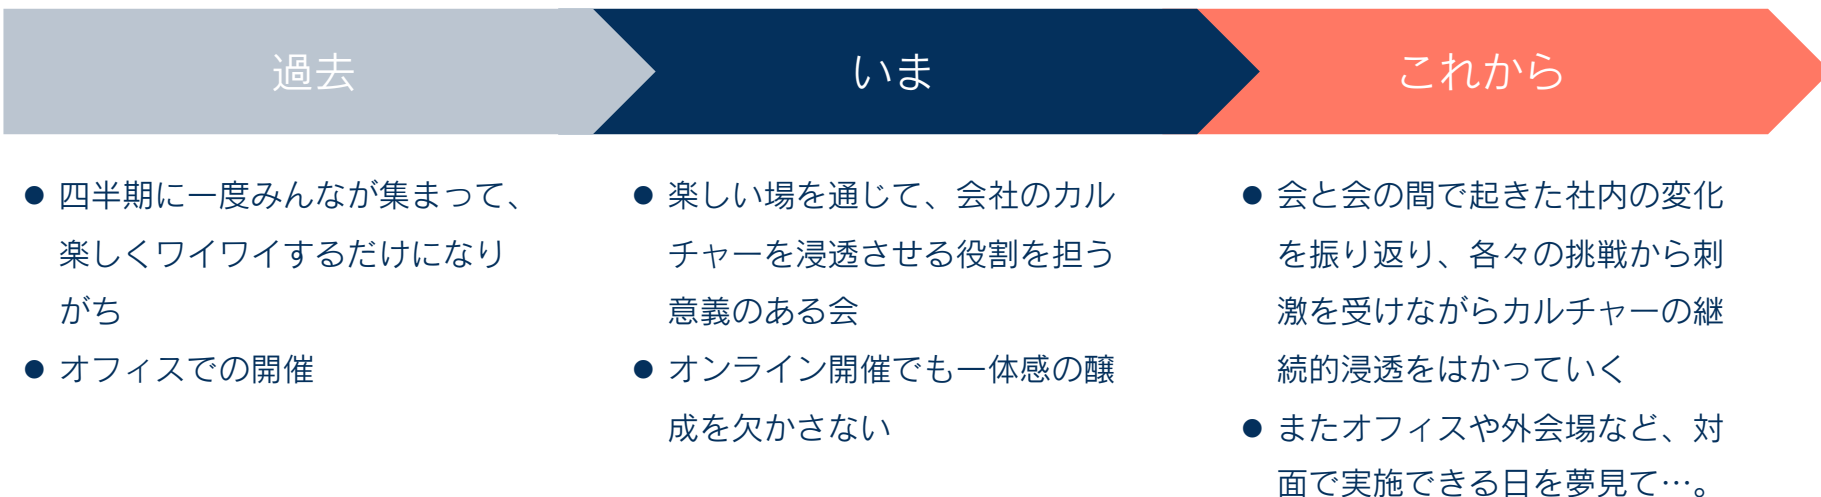 過去
いま
これから
● 四半期に一度みんなが集まって、
楽しくワイワイするだけになり
がち
● オフィスでの開催
● 楽しい場を通じて、会社のカル
チャーを浸透させる役割を担う
意義のある会
● オンライン開催でも一体感の醸
成を欠かさない
● 会と会の間で起きた社内の変化
を振り返り、各々の挑戦から刺
激を受けながらカルチャーの継
続的浸透をはかっていく
● またオフィスや外会場など、対
面で実施できる日を夢見て…。